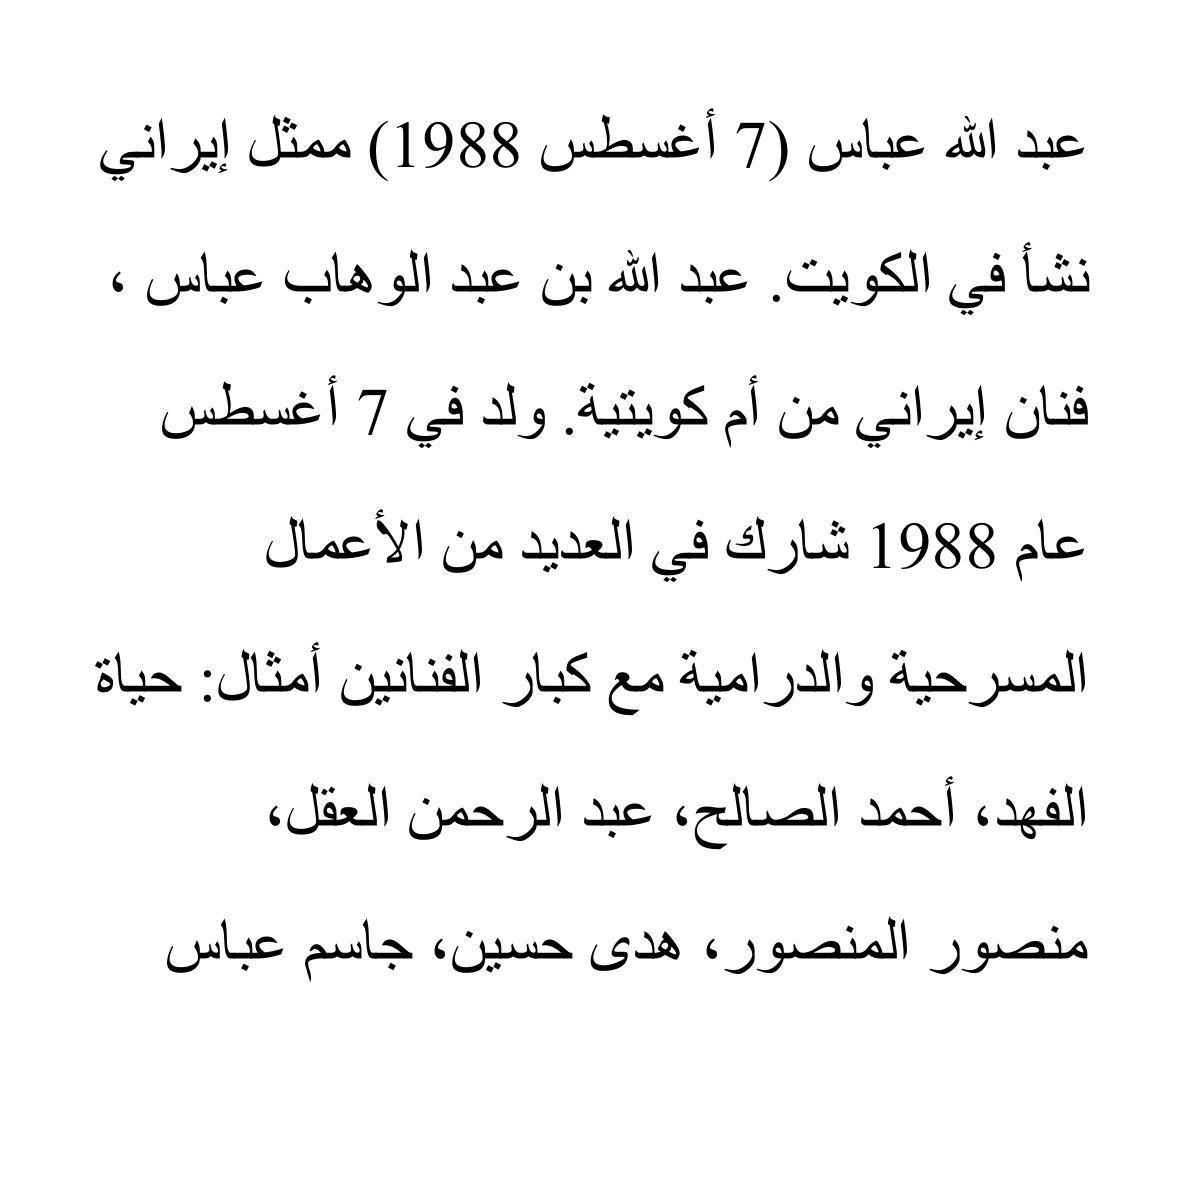 عبد الله عباس (7 أغسطس 1988) ممثل إيراني
نشأ في الكويت. عبد الله بن عبد الوهاب عباس ،
فنان إيراني من أم كويتية. ولد في 7 أغسطس
عام 1988 شارك في العديد من الأعمال
المسرحية والدرامية مع كبار الفنانين أمثال: حياة
الفهد، أحمد الصالح، عبد الرحمن العقل،
منصور المنصور، هدى حسين، جاسم عباس